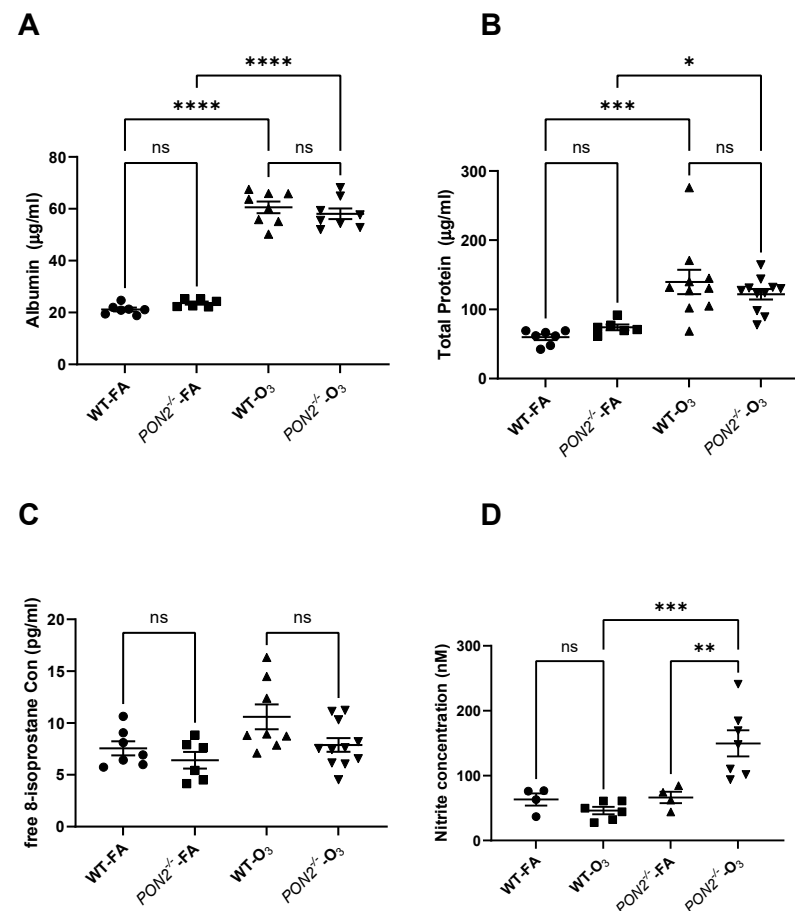 A
****
****
ns
ns
80
60
40
20
0
Albumin (μg/ml)
WT-FA
PON2-/--FA
WT-O3
PON2-/--O3
B
*
***
ns
ns
300
200
100
0
Total Protein (μg/ml)
WT-FA
PON2-/--FA
WT-O3
PON2-/--O3
C
ns
ns
20
15
10
5
0
free 8-isoprostane Con (pg/ml)
WT-FA
PON2-/--FA
WT-O3
PON2-/--O3
D
***
ns
**
300
200
100
0
Nitrite concentration (nM)
WT-FA
WT-O3
PON2-/--FA
PON2-/--O3